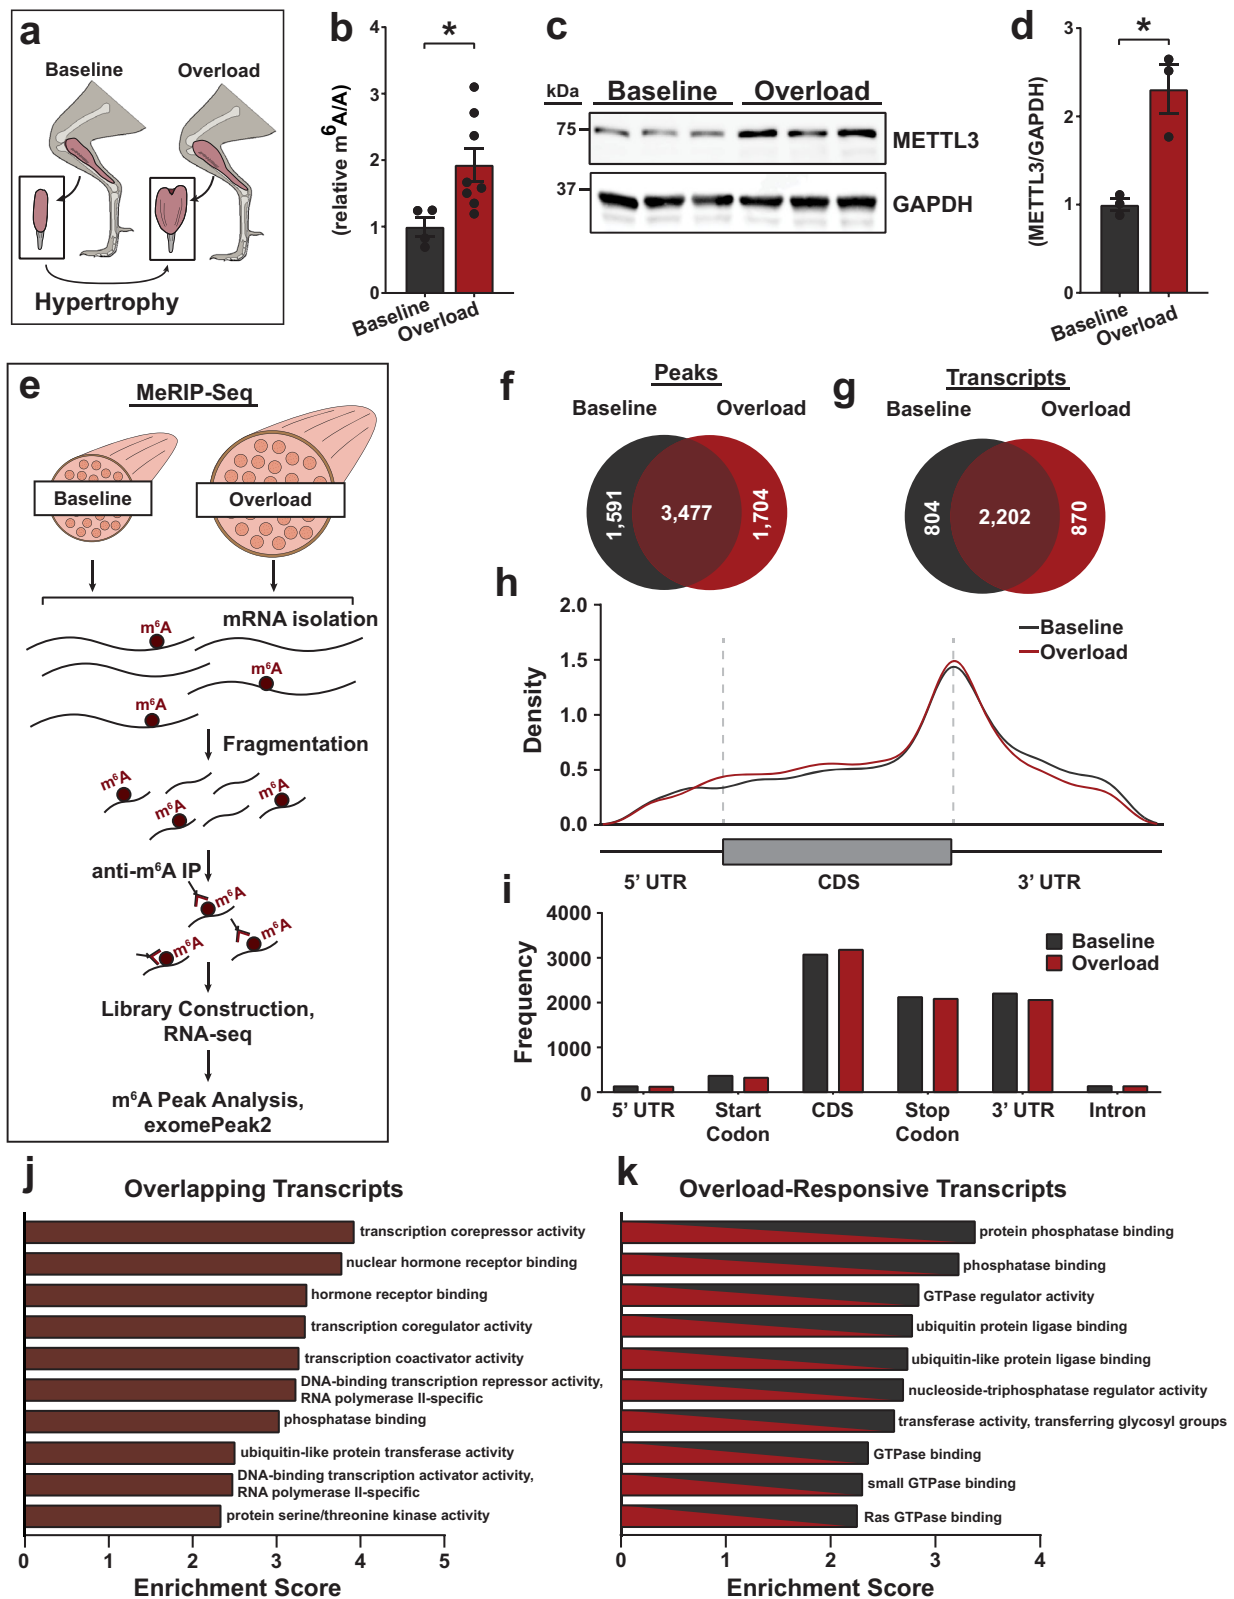 a
Baseline
Overload
Hypertrophy
b
4
3
2
1
0
(relative m⁶A/A)
*
Baseline
Overload
c
kDa
Baseline
Overload
75
METTL3
37
GAPDH
d
3
2
1
0
(METTL3/GAPDH)
*
Baseline
Overload
e
MeRIP-Seq
Baseline
Overload
mRNA isolation
m⁶A
m⁶A
m⁶A
Fragmentation
m⁶A
m⁶A
m⁶A
anti-m⁶A IP
m⁶A
m⁶A
m⁶A
Library Construction,
RNA-seq
m⁶A Peak Analysis,
exomePeak2
f
Peaks
Baseline
Overload
1,591
3,477
1,704
g
Transcripts
Baseline
Overload
804
2,202
870
h
2.0
1.5
1.0
0.5
0.0
Density
Baseline
Overload
5’ UTR
CDS
3’ UTR
i
4000
3000
2000
1000
0
Frequency
Baseline
Overload
5’ UTR
Start
Codon
CDS
Stop
Codon
3’ UTR
Intron
j
Overlapping Transcripts
transcription corepressor activity
nuclear hormone receptor binding
hormone receptor binding
transcription coregulator activity
transcription coactivator activity
DNA-binding transcription repressor activity,
RNA polymerase II-specific
phosphatase binding
ubiquitin-like protein transferase activity
DNA-binding transcription activator activity,
RNA polymerase II-specific
protein serine/threonine kinase activity
0
1
2
3
4
5
Enrichment Score
k
Overload-Responsive Transcripts
protein phosphatase binding
phosphatase binding
GTPase regulator activity
ubiquitin protein ligase binding
ubiquitin-like protein ligase binding
nucleoside-triphosphatase regulator activity
transferase activity, transferring glycosyl groups
GTPase binding
small GTPase binding
Ras GTPase binding
0
1
2
3
4
Enrichment Score